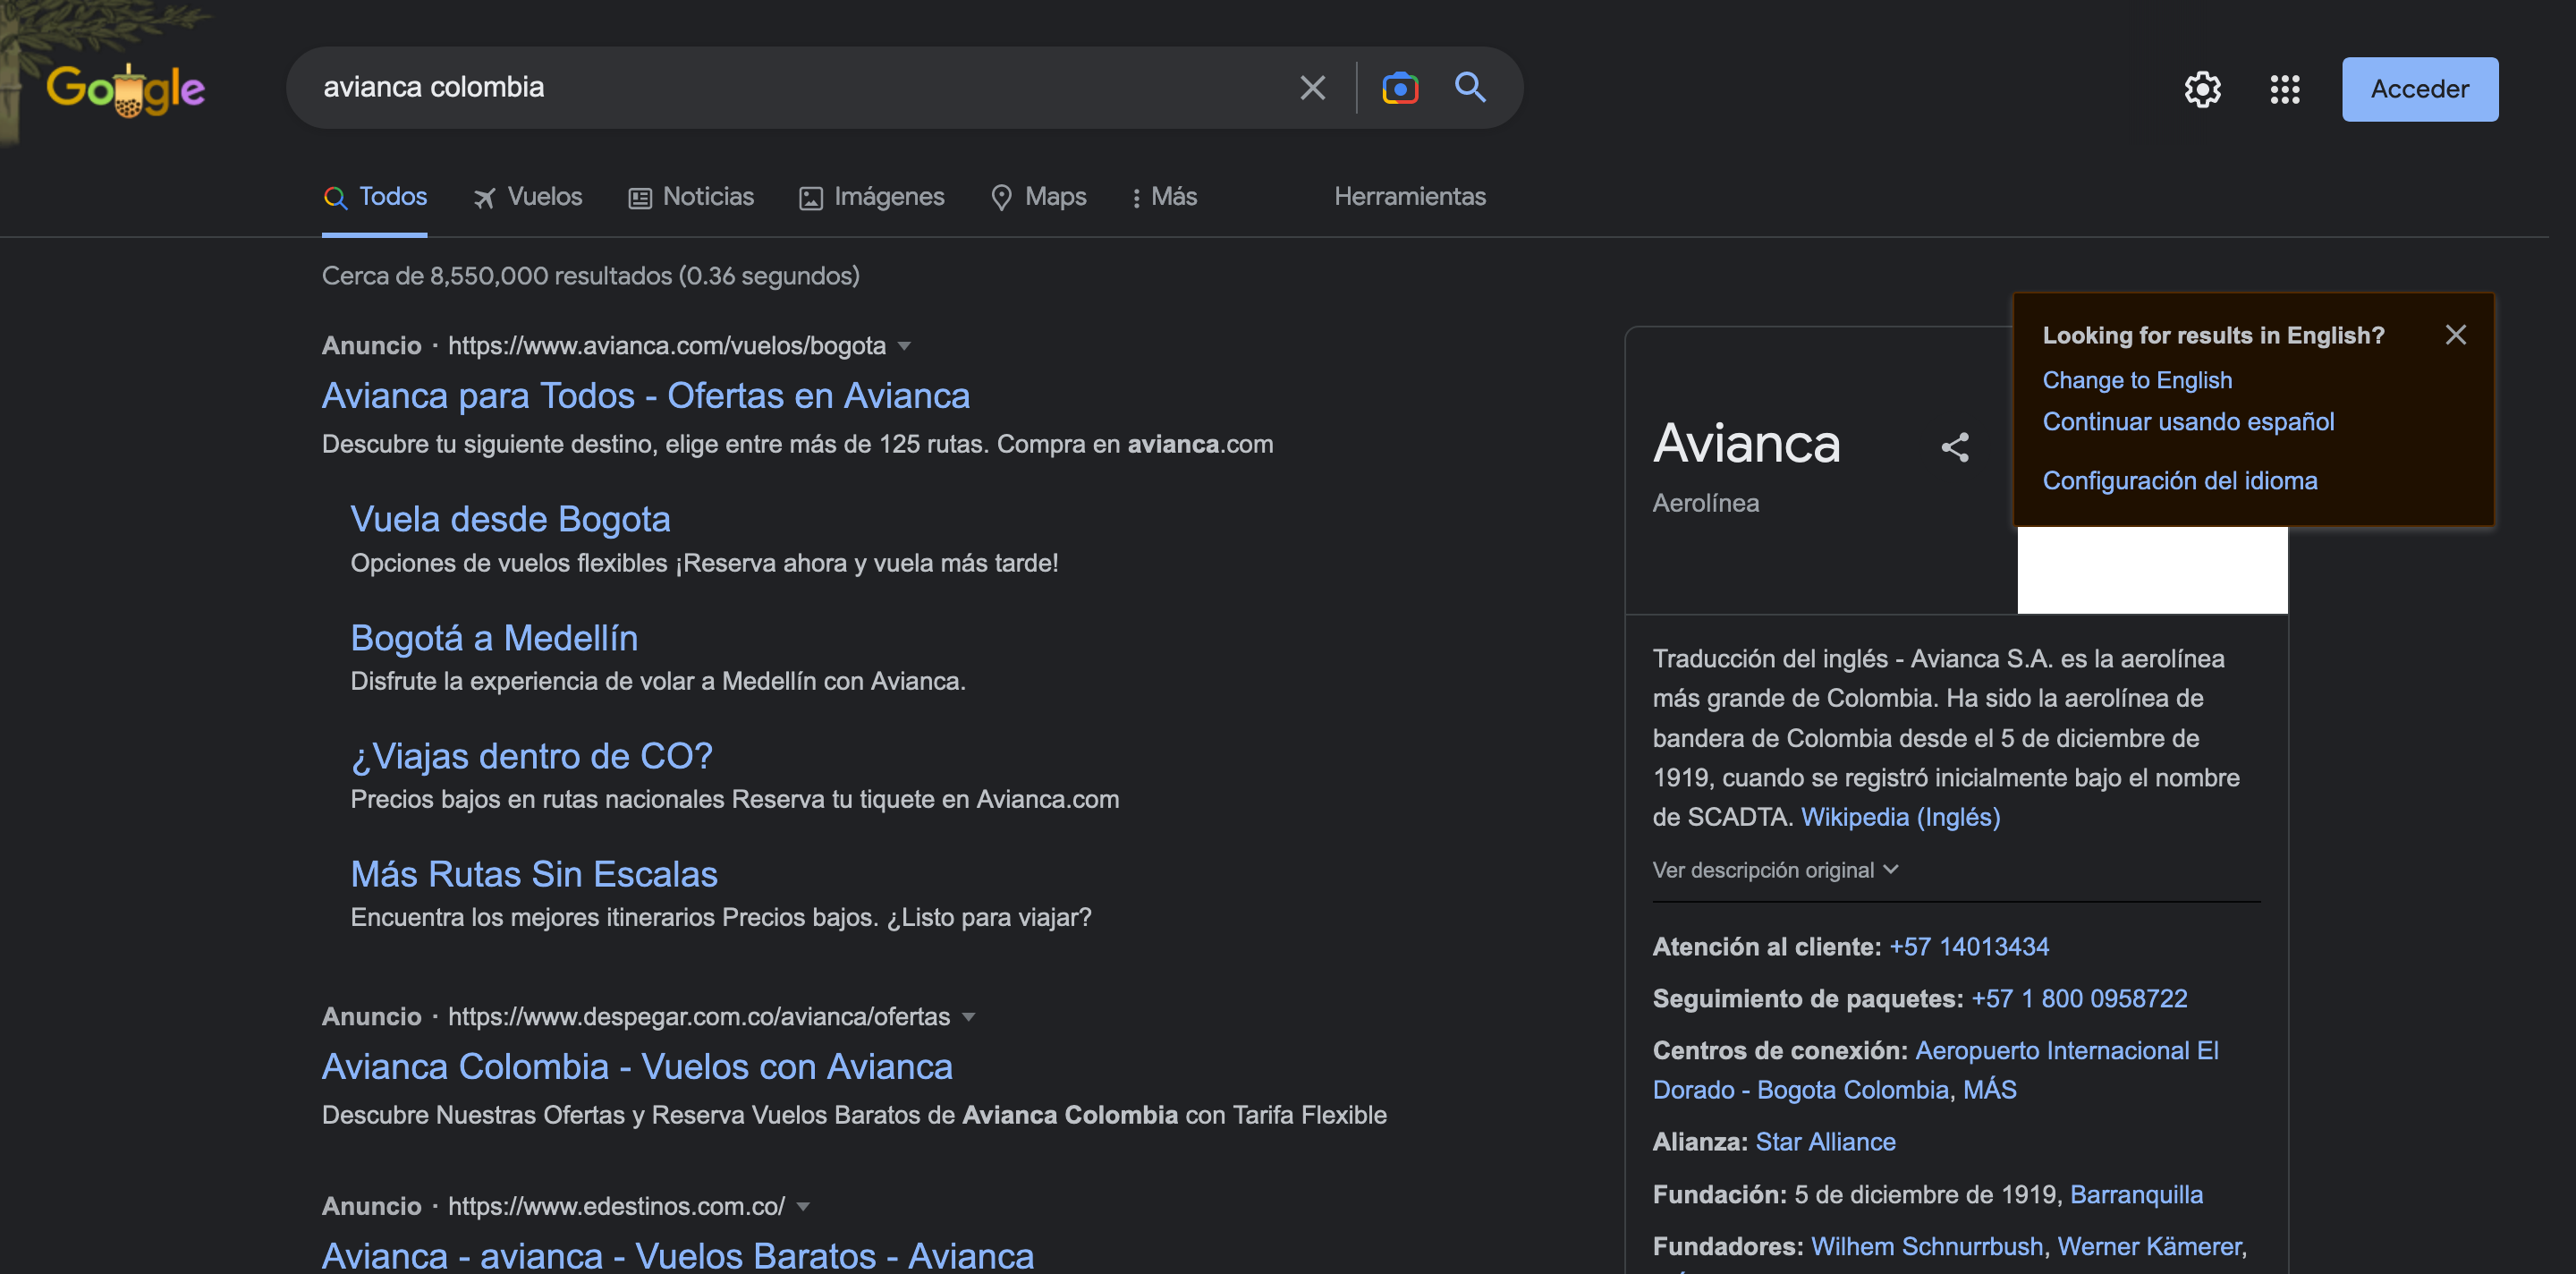 Google
avianca colombia
Acceder
Todos
Vuelos
Noticias
Imágenes
Maps
Más
Herramientas
Cerca de 8,550,000 resultados (0.36 segundos)
Anuncio · https://www.avianca.com/vuelos/bogota
Avianca para Todos - Ofertas en Avianca
Descubre tu siguiente destino, elige entre más de 125 rutas. Compra en avianca.com
Vuela desde Bogota
Opciones de vuelos flexibles ¡Reserva ahora y vuela más tarde!
Bogotá a Medellín
Disfrute la experiencia de volar a Medellín con Avianca.
¿Viajas dentro de CO?
Precios bajos en rutas nacionales Reserva tu tiquete en Avianca.com
Más Rutas Sin Escalas
Encuentra los mejores itinerarios Precios bajos. ¿Listo para viajar?
Anuncio · https://www.despegar.com.co/avianca/ofertas
Avianca Colombia - Vuelos con Avianca
Descubre Nuestras Ofertas y Reserva Vuelos Baratos de Avianca Colombia con Tarifa Flexible
Anuncio · https://www.edestinos.com.co/
Avianca - avianca - Vuelos Baratos - Avianca
Looking for results in English?
Change to English
Continuar usando español
Configuración del idioma
Avianca
Aerolínea
Traducción del inglés - Avianca S.A. es la aerolínea
más grande de Colombia. Ha sido la aerolínea de
bandera de Colombia desde el 5 de diciembre de
1919, cuando se registró inicialmente bajo el nombre
de SCADTA. Wikipedia (Inglés)
Ver descripción original
Atención al cliente: +57 14013434
Seguimiento de paquetes: +57 1 800 0958722
Centros de conexión: Aeropuerto Internacional El
Dorado - Bogota Colombia, MÁS
Alianza: Star Alliance
Fundación: 5 de diciembre de 1919, Barranquilla
Fundadores: Wilhem Schnurrbush, Werner Kämerer,